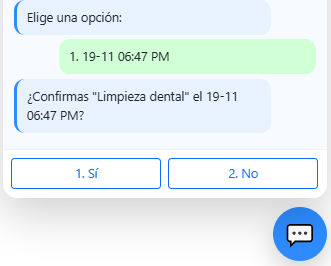 Elige una opción:
1. 19-11 06:47 PM
¿Confirmas "Limpieza dental" el 19-11
06:47 PM?
1. Sí
2. No